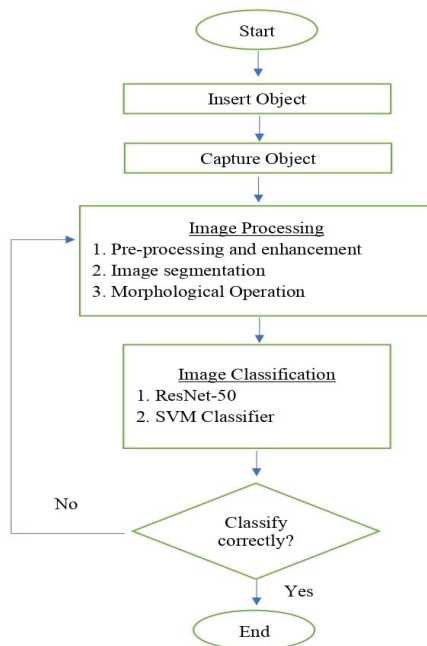 Start
Insert Object
Capture Object
Image Processing
1. Pre-processing and enhancement
2. Image segmentation
3. Morphological Operation
Image Classification
1. ResNet-50
2. SVM Classifier
No
Classify
correctly?
Yes
End